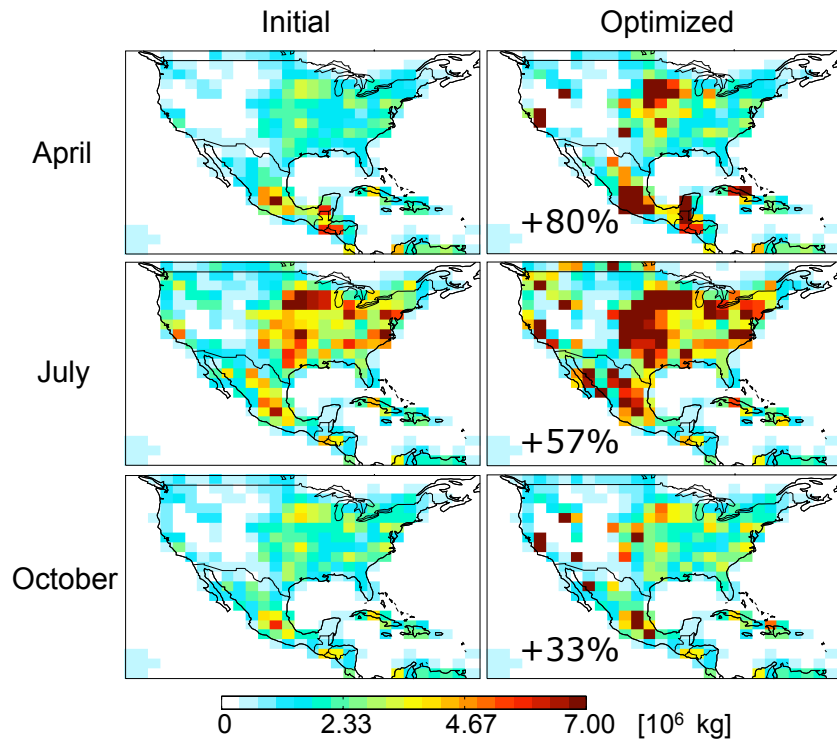 Initial Optimized
April
+80%
July
+57%
October
+33%
0 2.33 4.67 7.00 [10⁶ kg]